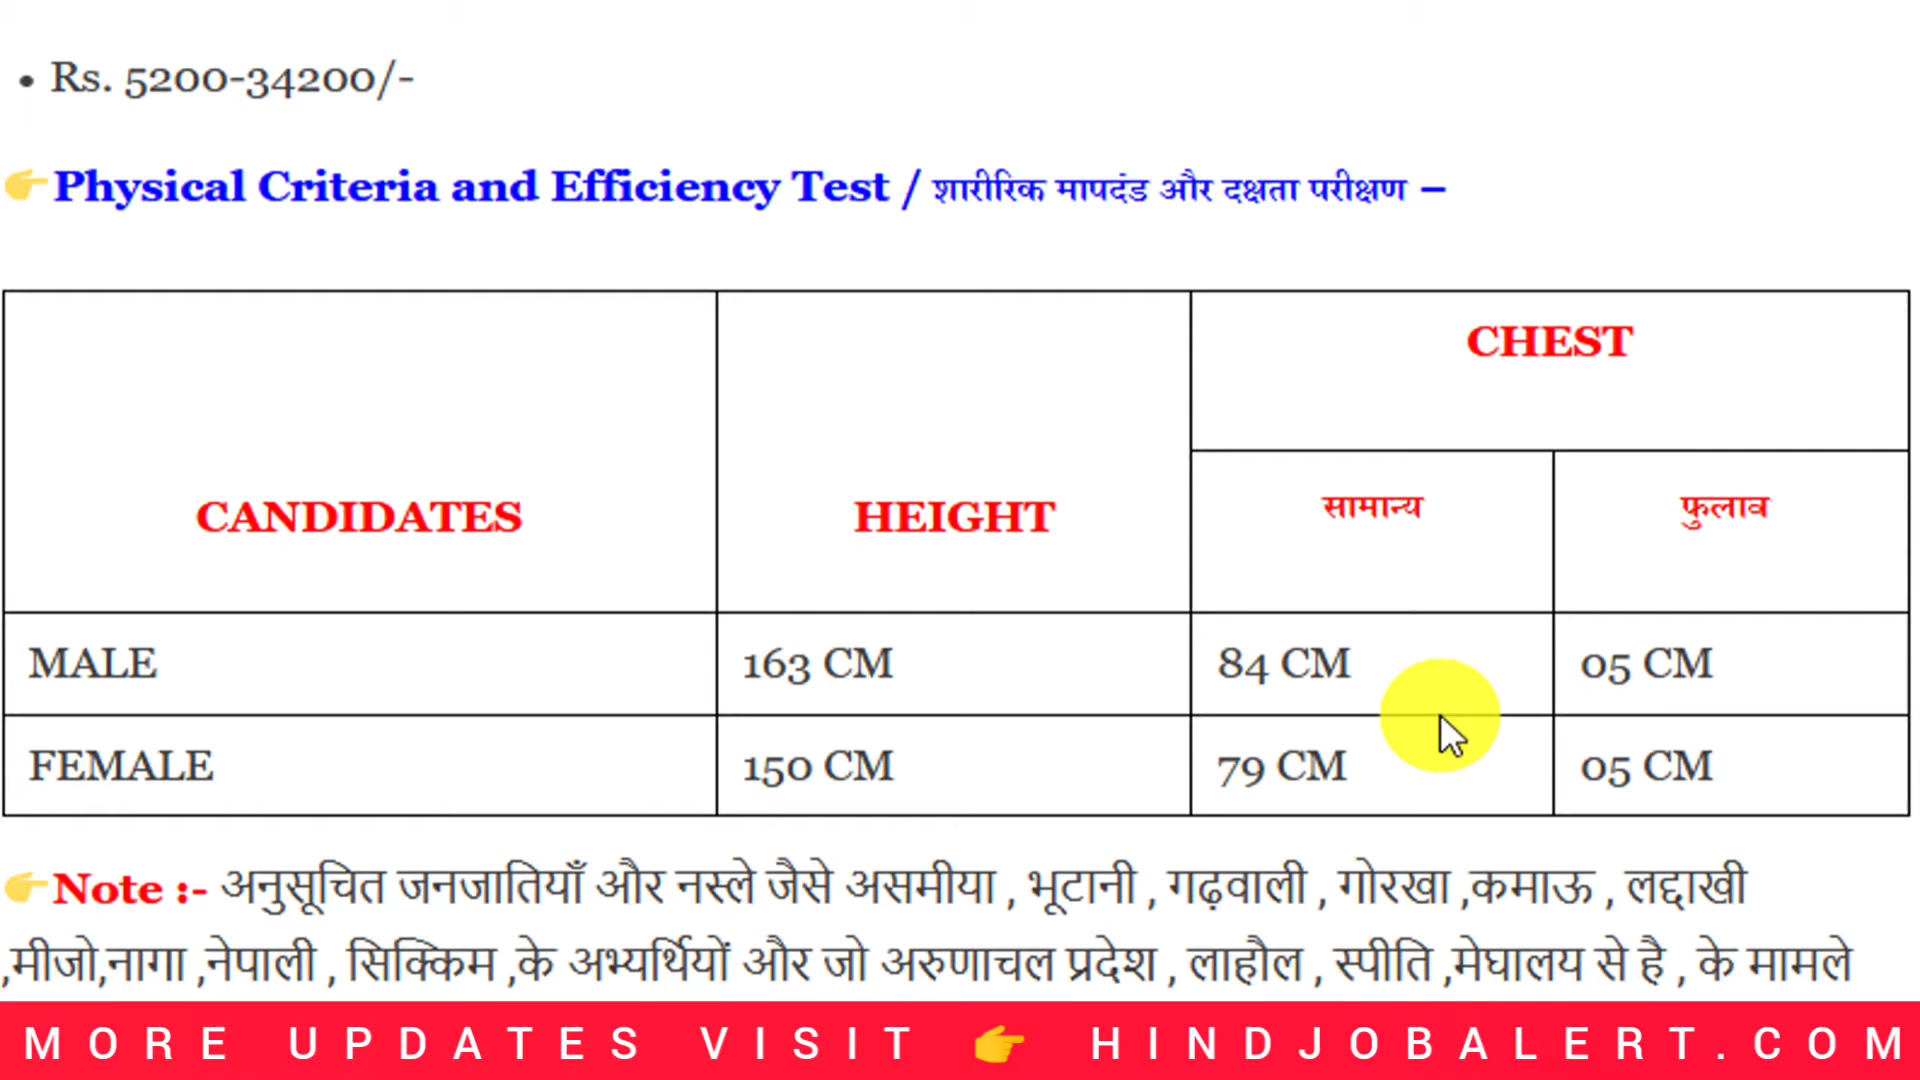 • Rs. 5200-34200/-
👉Physical Criteria and Efficiency Test / शारीरिक मापदंड और दक्षता परीक्षण –
CHEST
CANDIDATES HEIGHT सामान्य फुलाव
MALE 163 CM 84 CM 05 CM
FEMALE 150 CM 79 CM 05 CM
👉Note :- अनुसूचित जनजातियाँ और नस्ले जैसे असमीया , भूटानी , गढ़वाली , गोरखा ,कमाऊ , लद्दाखी
,मीजो,नागा ,नेपाली , सिक्किम ,के अभ्यर्थियों और जो अरुणाचल प्रदेश , लाहौल , स्पीति ,मेघालय से है , के मामले
MORE UPDATES VISIT 👉 HINDJOBALERT.COM